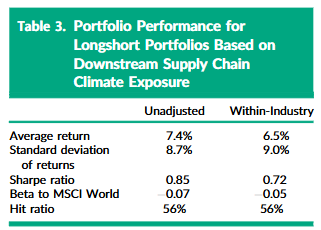 Table 3. Portfolio Performance for
Longshort Portfolios Based on
Downstream Supply Chain
Climate Exposure
Unadjusted Within-Industry
Average return 7.4% 6.5%
Standard deviation 8.7% 9.0%
of returns
Sharpe ratio 0.85 0.72
Beta to MSCI World –0.07 –0.05
Hit ratio 56% 56%